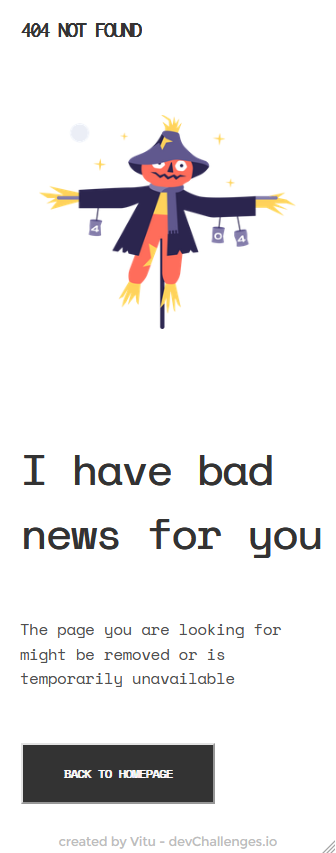 404 NOT FOUND
4
0
4
I have bad
news for you
The page you are looking for
might be removed or is
temporarily unavailable
BACK TO HOMEPAGE
created by Vitu - devChallenges.io